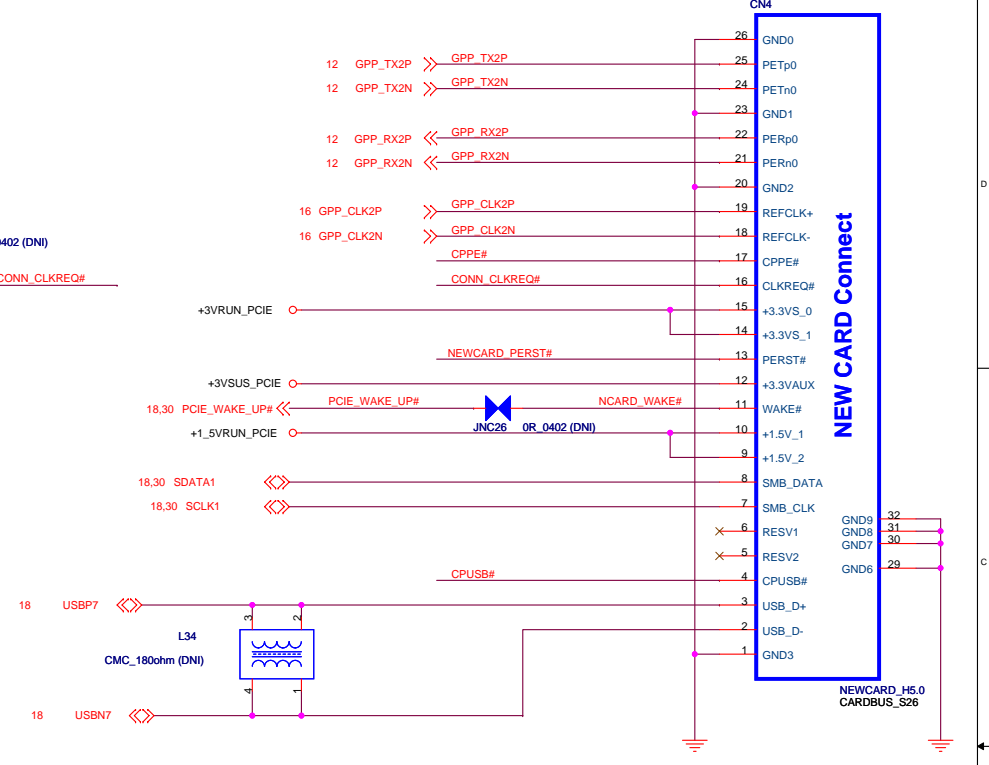 CN4
26 GND0
12 GPP_TX2P GPP_TX2P 25 PETp0
12 GPP_TX2N GPP_TX2N 24 PETn0
23 GND1
12 GPP_RX2P GPP_RX2P 22 PERp0
12 GPP_RX2N GPP_RX2N 21 PERn0
20 GND2
D
16 GPP_CLK2P GPP_CLK2P 19 REFCLK+
16 GPP_CLK2N GPP_CLK2N 18 REFCLK-
0402 (DNI)
CPPE# 17 CPPE#
CONN_CLKREQ# CONN_CLKREQ# 16 CLKREQ#
NEW CARD Connect
+3VRUN_PCIE 15 +3.3VS_0
14 +3.3VS_1
NEWCARD_PERST# 13 PERST#
+3VSUS_PCIE 12 +3.3VAUX
18,30 PCIE_WAKE_UP# PCIE_WAKE_UP# NCARD_WAKE# 11 WAKE#
JNC26 0R_0402 (DNI)
+1_5VRUN_PCIE 10 +1.5V_1
9 +1.5V_2
18,30 SDATA1 8 SMB_DATA
18,30 SCLK1 7 SMB_CLK
GND9 32
6 RESV1 GND8 31
GND7 30
5 RESV2
C
GND6 29
CPUSB# 4 CPUSB#
18 USBP7 3 USB_D+
3 2
2 USB_D-
L34
1 GND3
CMC_180ohm (DNI)
4 1
NEWCARD_H5.0
CARDBUS_S26
18 USBN7